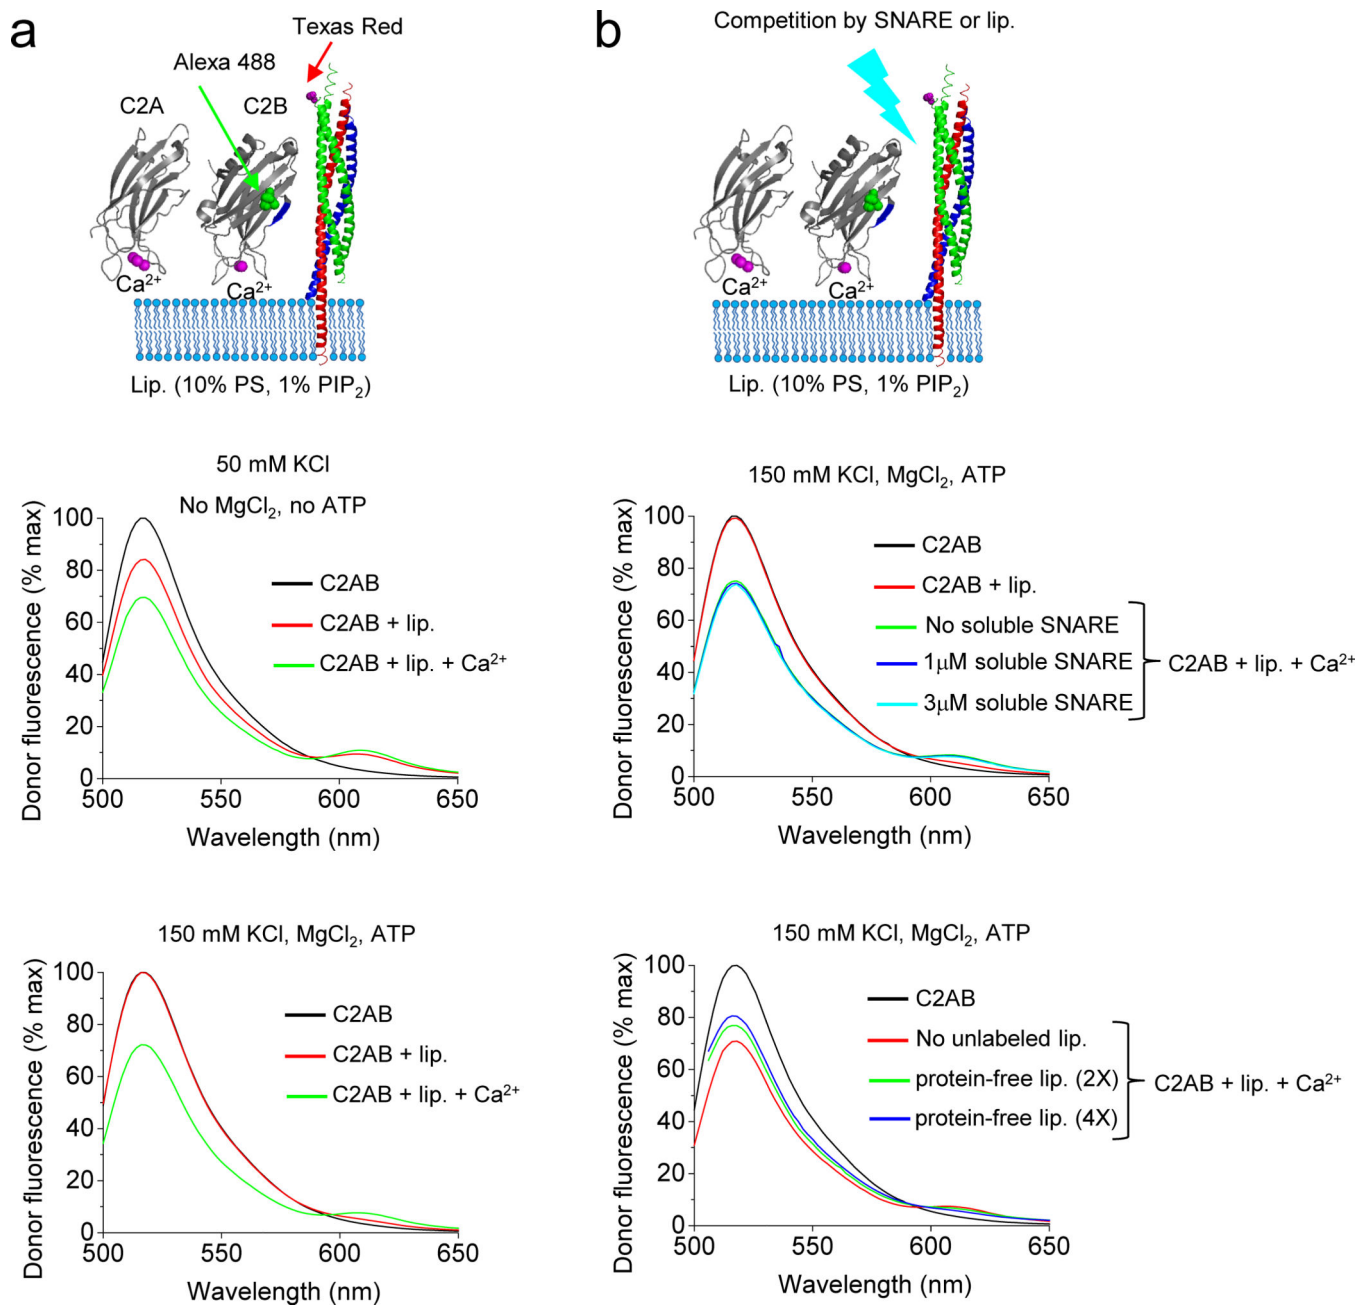 a
Texas Red
Alexa 488
C2A
C2B
Ca²⁺
Ca²⁺
Lip. (10% PS, 1% PIP₂)
50 mM KCl
No MgCl₂, no ATP
Donor fluorescence (% max)
100
80
60
40
20
0
C2AB
C2AB + lip.
C2AB + lip. + Ca²⁺
500
550
600
650
Wavelength (nm)
150 mM KCl, MgCl₂, ATP
Donor fluorescence (% max)
100
80
60
40
20
0
C2AB
C2AB + lip.
C2AB + lip. + Ca²⁺
500
550
600
650
Wavelength (nm)
b
Competition by SNARE or lip.
Ca²⁺
Ca²⁺
Lip. (10% PS, 1% PIP₂)
150 mM KCl, MgCl₂, ATP
Donor fluorescence (% max)
100
80
60
40
20
0
C2AB
C2AB + lip.
No soluble SNARE
1μM soluble SNARE
3μM soluble SNARE
C2AB + lip. + Ca²⁺
500
550
600
650
Wavelength (nm)
150 mM KCl, MgCl₂, ATP
Donor fluorescence (% max)
100
80
60
40
20
0
C2AB
No unlabeled lip.
protein-free lip. (2X)
protein-free lip. (4X)
C2AB + lip. + Ca²⁺
500
550
600
650
Wavelength (nm)